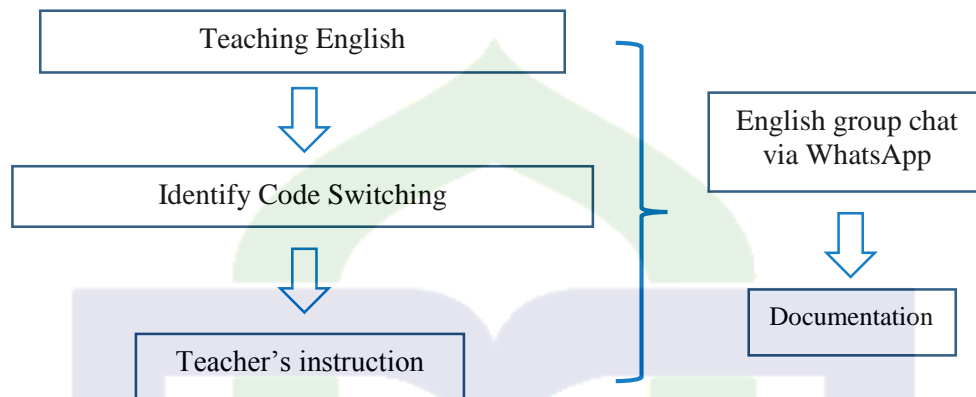 Teaching English
Identify Code Switching
Teacher’s instruction
English group chat
via WhatsApp
Documentation